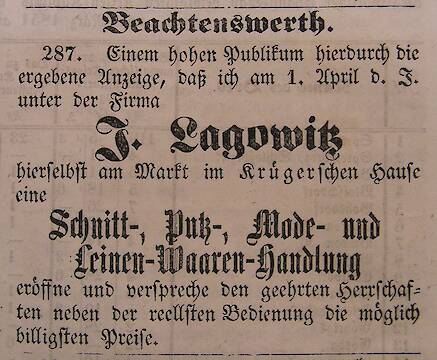 Beachtenswerth.
287. Einem hohen Publikum hierdurch die
ergebene Anzeige, daß ich am 1. April d. J.
unter der Firma
J. Lagowitz
hierselbst am Markt im Krügerschen Hause
eine
Schnitt-, Putz-, Mode- und
Leinen-Waaren-Handlung
eröffne und verspreche den geehrten Herrschaf-
ten neben der reellsten Bedienung die möglich
billigsten Preise.